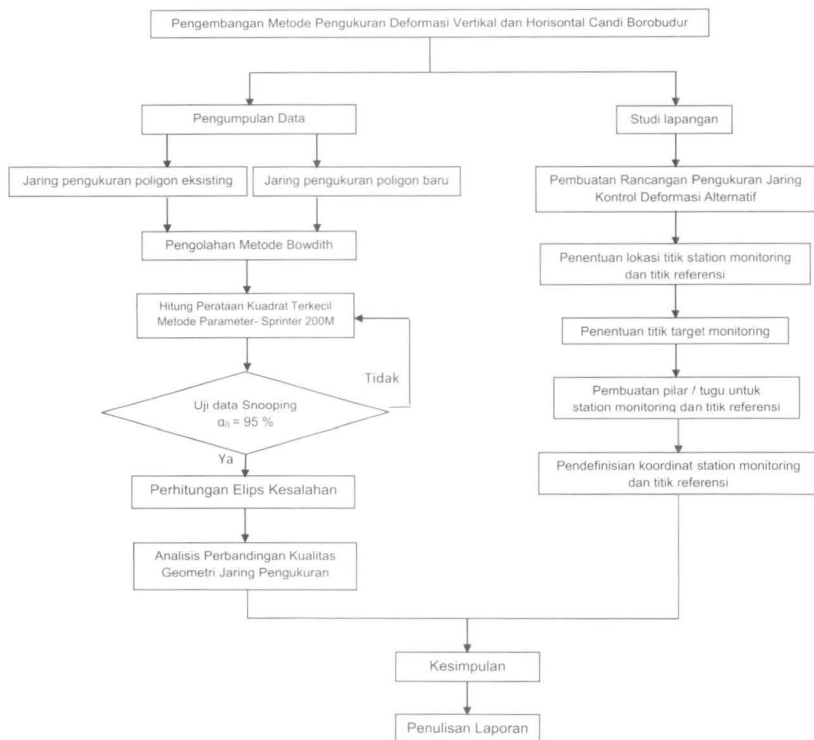 Pengembangan Metode Pengukuran Deformasi Vertikal dan Horisontal Candi Borobudur
Pengumpulan Data
Studi lapangan
Jaring pengukuran poligon eksisting
Jaring pengukuran poligon baru
Pembuatan Rancangan Pengukuran Jaring
Kontrol Deformasi Alternatif
Pengolahan Metode Bowdith
Penentuan lokasi titik station monitoring
dan titik referensi
Hitung Perataan Kuadrat Terkecil
Metode Parameter- Sprinter 200M
Penentuan titik target monitoring
Tidak
Uji data Snooping
α₀ = 95 %
Pembuatan pilar / tugu untuk
station monitoring dan titik referensi
Ya
Perhitungan Elips Kesalahan
Pendefinisian koordinat station monitoring
dan titik referensi
Analisis Perbandingan Kualitas
Geometri Jaring Pengukuran
Kesimpulan
Penulisan Laporan